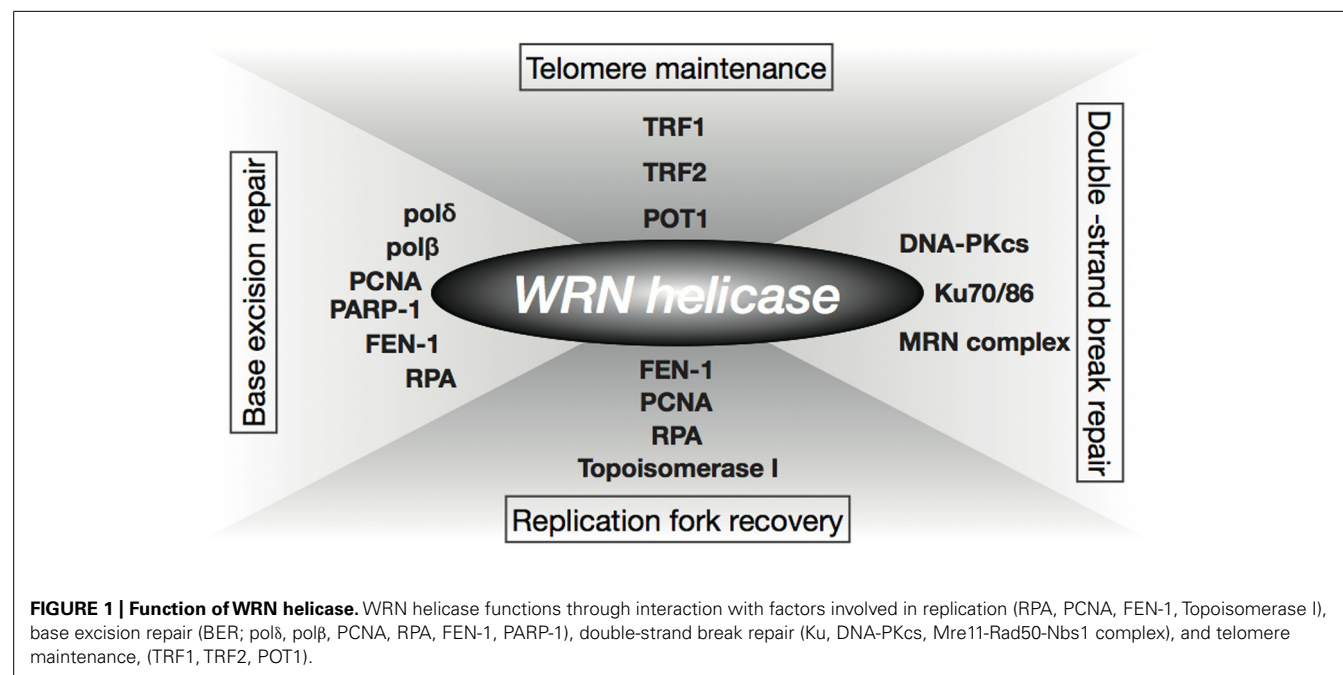 Telomere maintenance
TRF1
TRF2
POT1
Base excision repair
polδ
polβ
PCNA
PARP-1
FEN-1
RPA
WRN helicase
DNA-PKcs
Ku70/86
MRN complex
Double -strand break repair
FEN-1
PCNA
RPA
Topoisomerase I
Replication fork recovery
FIGURE 1 | Function of WRN helicase. WRN helicase functions through interaction with factors involved in replication (RPA, PCNA, FEN-1, Topoisomerase I),
base excision repair (BER; polδ, polβ, PCNA, RPA, FEN-1, PARP-1), double-strand break repair (Ku, DNA-PKcs, Mre11-Rad50-Nbs1 complex), and telomere
maintenance, (TRF1, TRF2, POT1).